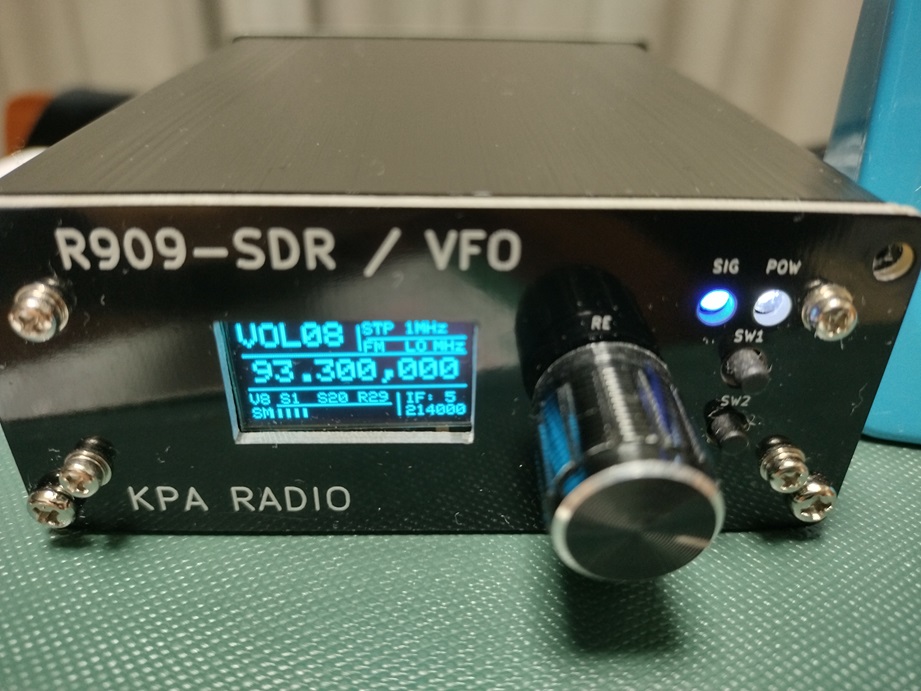 R909-SDR / VFO
SIG POW
RE
SW1
SW2
VOL08
STP 1MHz
FM LO MHz
93.300,000
V8 S1 S20 R29
SM
IF: 5
214000
KPA RADIO